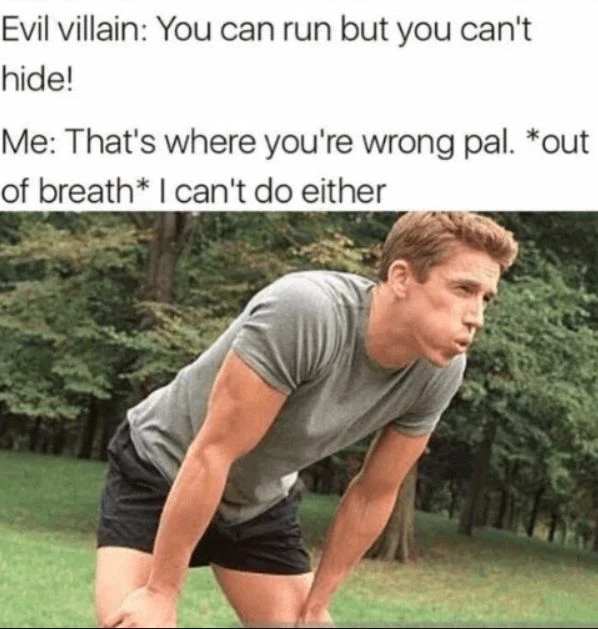 Evil villain: You can run but you can't
hide!
Me: That's where you're wrong pal. *out
of breath* I can't do either